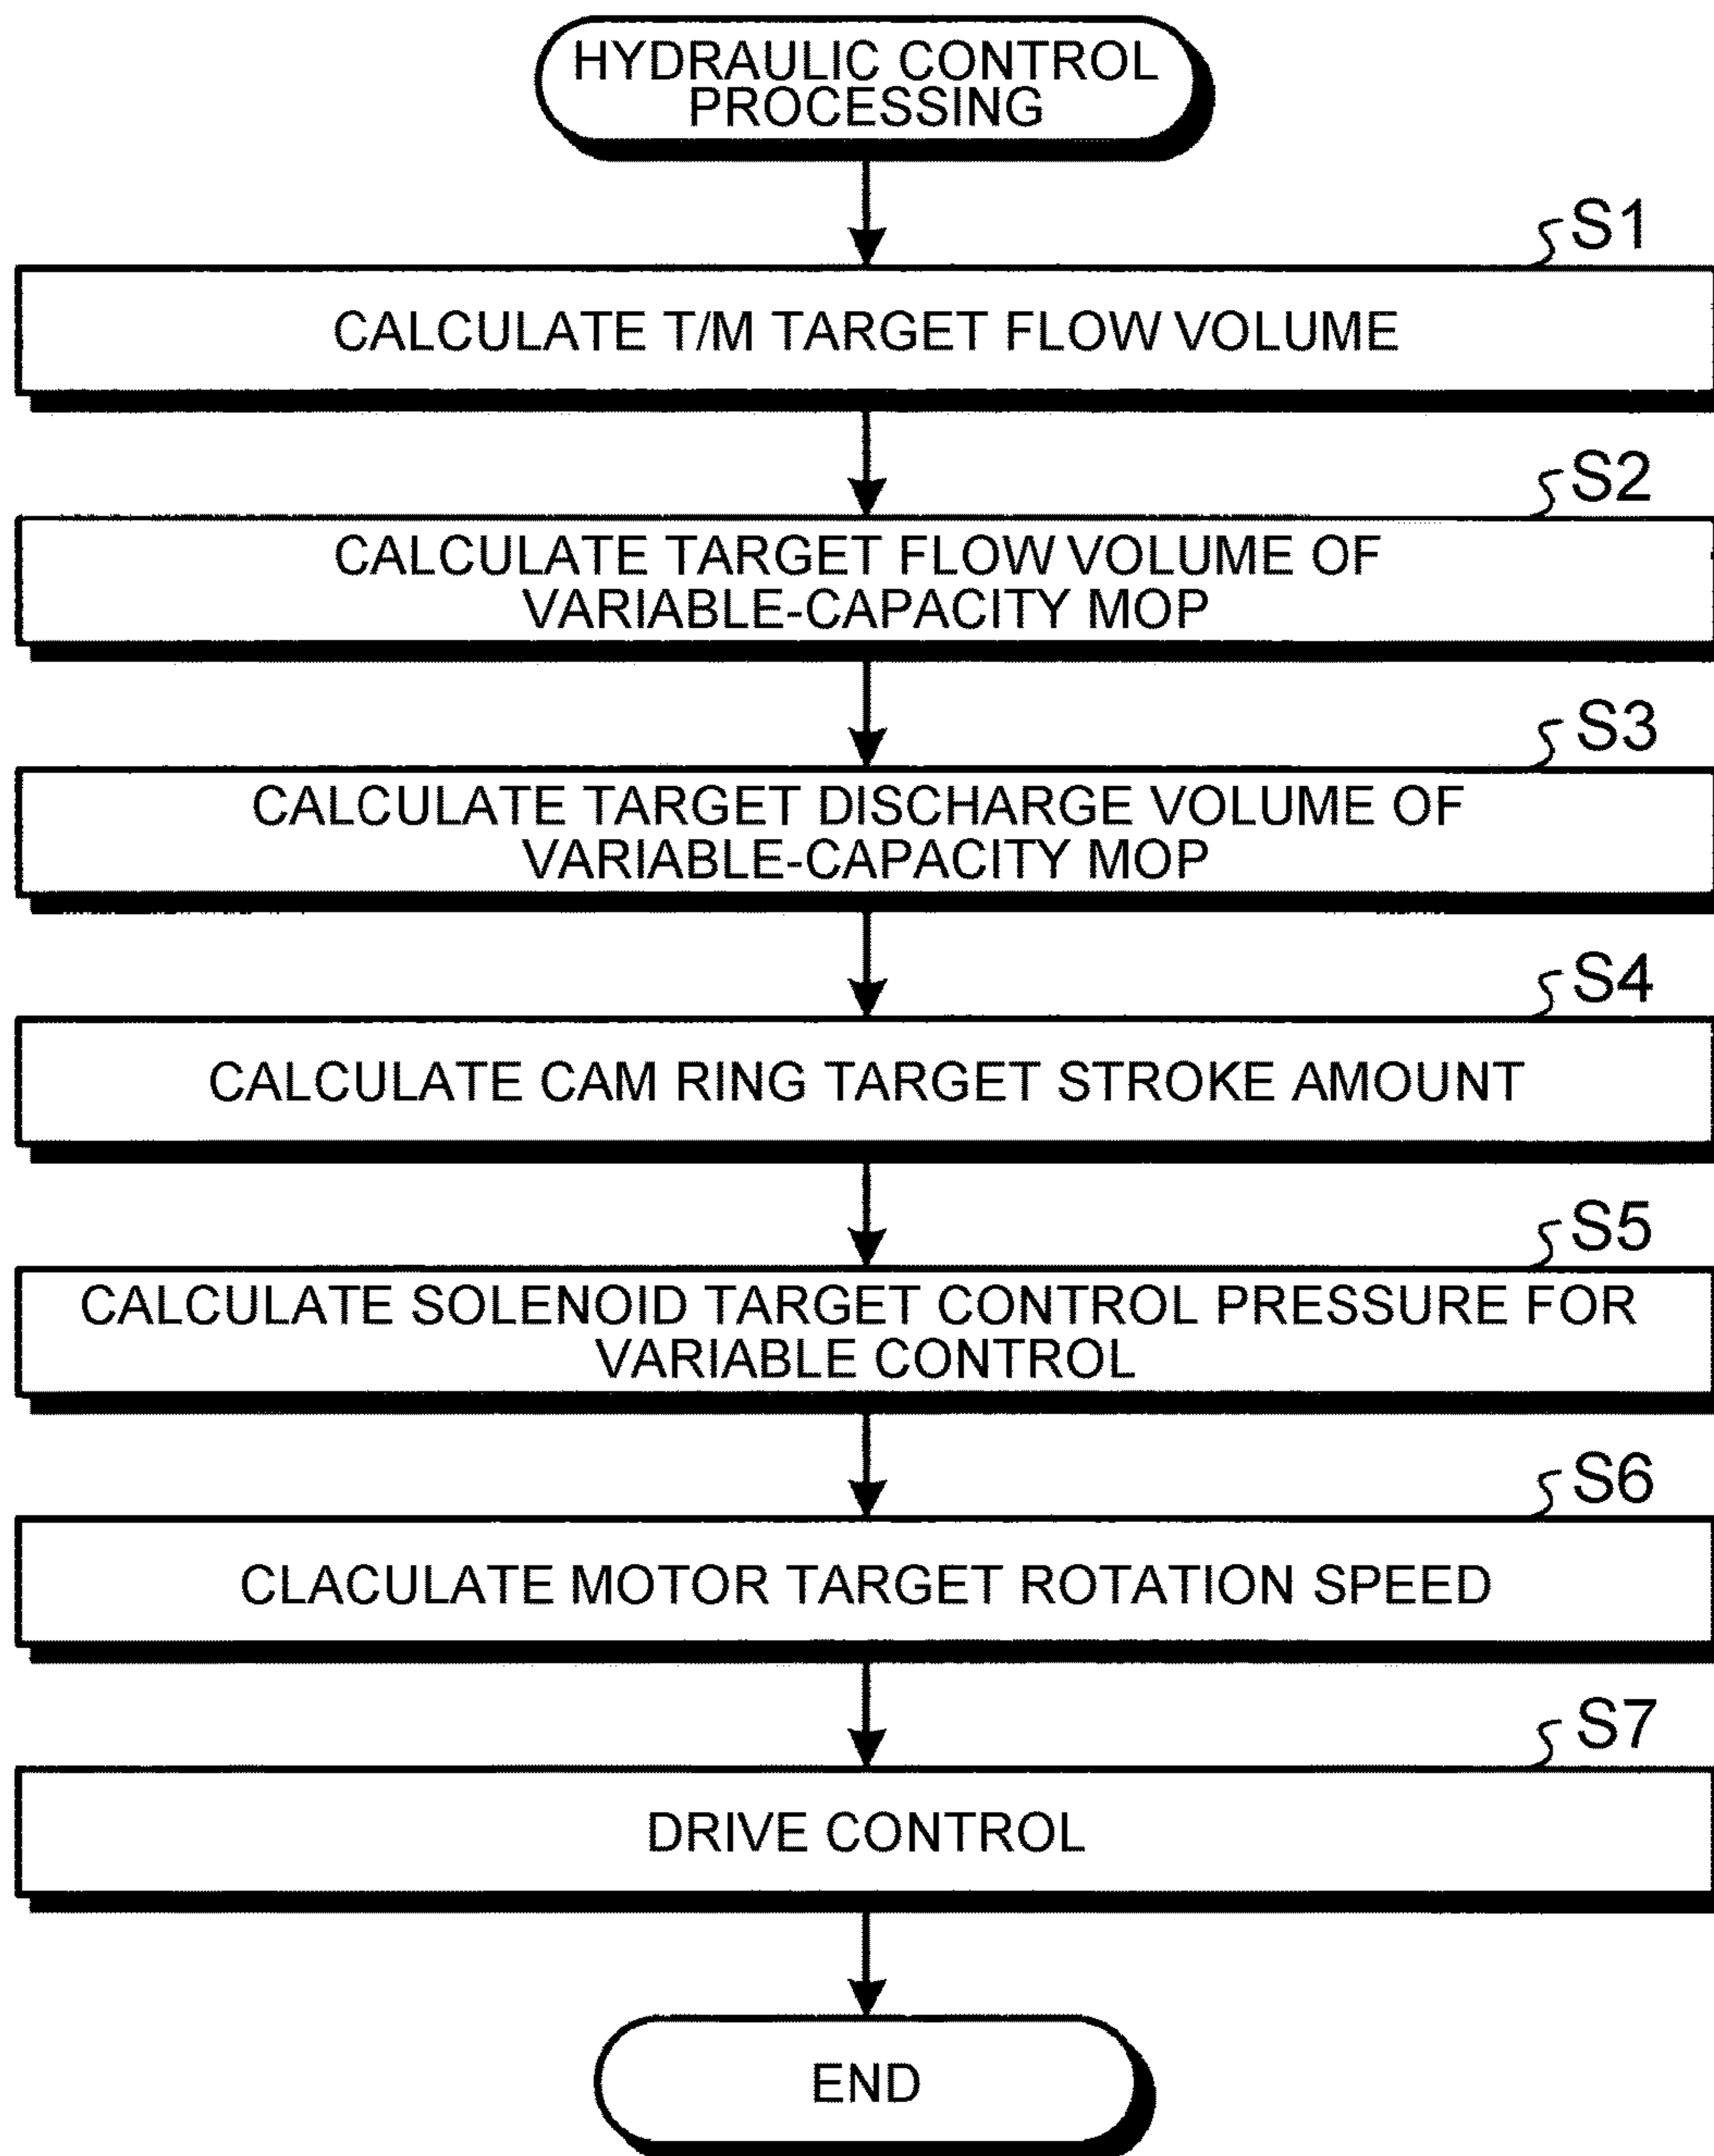 HYDRAULIC CONTROL
PROCESSING
S1
CALCULATE T/M TARGET FLOW VOLUME
S2
CALCULATE TARGET FLOW VOLUME OF
VARIABLE-CAPACITY MOP
S3
CALCULATE TARGET DISCHARGE VOLUME OF
VARIABLE-CAPACITY MOP
S4
CALCULATE CAM RING TARGET STROKE AMOUNT
S5
CALCULATE SOLENOID TARGET CONTROL PRESSURE FOR
VARIABLE CONTROL
S6
CLACULATE MOTOR TARGET ROTATION SPEED
S7
DRIVE CONTROL
END